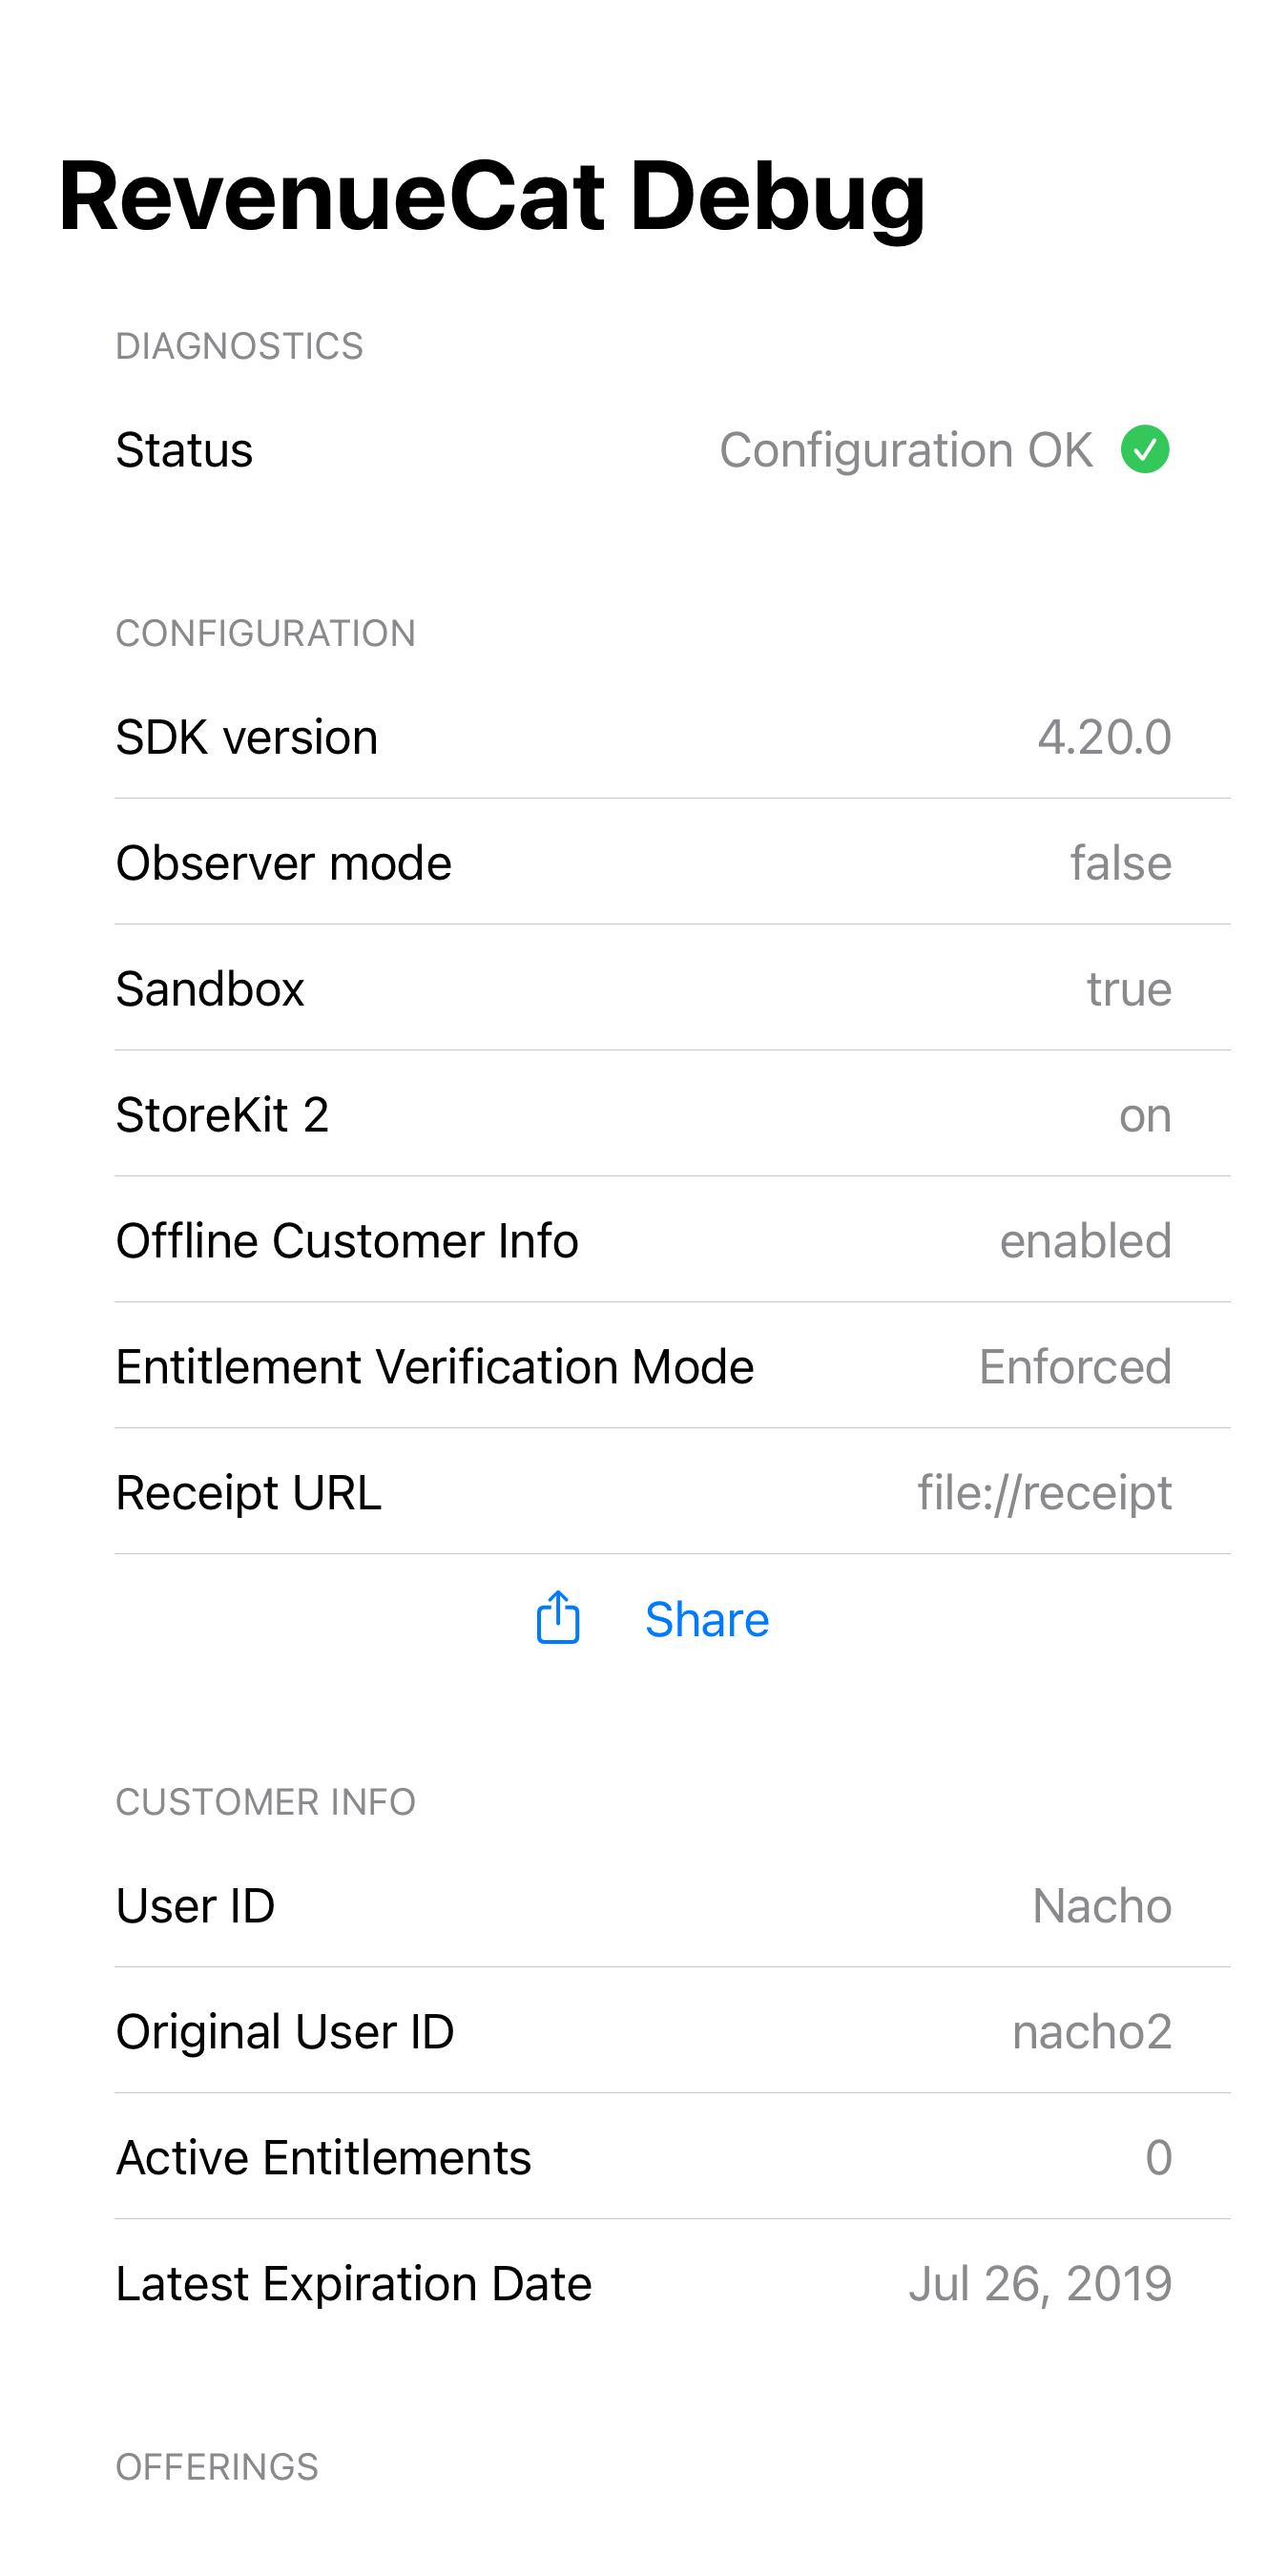 RevenueCat Debug
DIAGNOSTICS
Status Configuration OK
CONFIGURATION
SDK version 4.20.0
Observer mode false
Sandbox true
StoreKit 2 on
Offline Customer Info enabled
Entitlement Verification Mode Enforced
Receipt URL file://receipt
Share
CUSTOMER INFO
User ID Nacho
Original User ID nacho2
Active Entitlements 0
Latest Expiration Date Jul 26, 2019
OFFERINGS